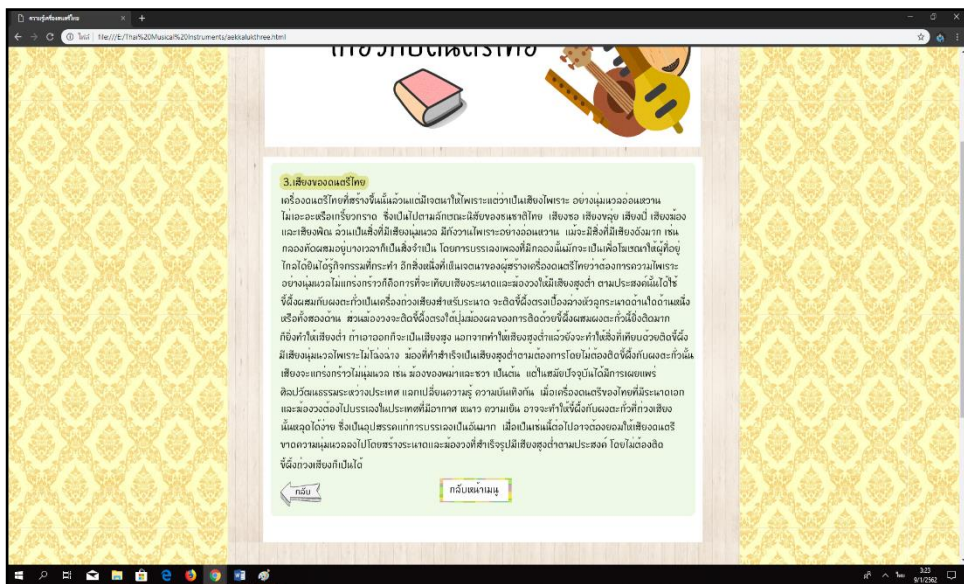 ความรู้เครื่องดนตรีไทย
ไฟล์ | file:///E:/Thai%20Musical%20Instruments/aekkalukthree.html
เกี่ยวกับดนตรีไทย
3.เสียงของดนตรีไทย
เครื่องดนตรีไทยที่สร้างขึ้นนั้นล้วนแต่มีเจตนาให้ไพเราะแต่ว่าเป็นเสียงไพเราะ อย่างนุ่มนวลอ่อนหวาน
ไม่เอะอะหรือเกรี้ยวกราด ซึ่งเป็นไปตามลักษณะนิสัยของชนชาติไทย เสียงซอ เสียงขลุ่ย เสียงปี่ เสียงฆ้อง
และเสียงพิณ ล้วนเป็นสิ่งที่มีเสียงนุ่มนวล มีกังวานไพเราะอย่างอ่อนหวาน แม้จะมีสิ่งที่มีเสียงดังมาก เช่น
กลองทัดผสมอยู่บางเวลาก็เป็นสิ่งจำเป็น โดยการบรรเลงเพลงที่มีกลองนั้นมักจะเป็นเพื่อโฆษณาให้ผู้ที่อยู่
ไกลได้ยินได้รู้กิจกรรมที่กระทำ อีกสิ่งหนึ่งที่เห็นเจตนาของผู้สร้างเครื่องดนตรีไทยว่าต้องการความไพเราะ
อย่างนุ่มนวลไม่แกร่งกร้าวก็คือการที่จะเทียบเสียงระนาดและฆ้องวงให้มีเสียงสูงต่ำ ตามประสงค์นั้นได้ใช้
ขี้ผึ้งผสมกับผงตะกั่วเป็นเครื่องถ่วงเสียงสำหรับระนาด จะติดขี้ผึ้งตรงเบื้องล่างหัวลูกระนาดด้านใดด้านหนึ่ง
หรือทั้งสองด้าน ส่วนฆ้องวงจะติดขี้ผึ้งตรงใต้ปุ่มฆ้องผลของการติดด้วยขี้ผึ้งผสมผงตะกั่วนี้ยิ่งติดมาก
ก็ยิ่งทำให้เสียงต่ำ ถ้าเอาออกก็จะเป็นเสียงสูง นอกจากทำให้เสียงสูงต่ำแล้วยังจะทำให้สิ่งที่เทียบด้วยติดขี้ผึ้ง
มีเสียงนุ่มนวลไพเราะไม่โฉ่งฉ่าง ฆ้องที่ทำสำเร็จเป็นเสียงสูงต่ำตามต้องการโดยไม่ต้องติดขี้ผึ้งกับผงตะกั่วนั้น
เสียงจะแกร่งกร้าวไม่นุ่มนวล เช่น ฆ้องของพม่าและชวา เป็นต้น แต่ในสมัยปัจจุบันได้มีการเผยแพร่
ศิลปวัฒนธรรมระหว่างประเทศ แลกเปลี่ยนความรู้ ความบันเทิงกัน เมื่อเครื่องดนตรีของไทยที่มีระนาดเอก
และฆ้องวงต้องไปบรรเลงในประเทศที่มีอากาศ หนาว ความเย็น อาจจะทำให้ขี้ผึ้งกับผงตะกั่วที่ถ่วงเสียง
นั้นหลุดได้ง่าย ซึ่งเป็นอุปสรรคแก่การบรรเลงเป็นอันมาก เมื่อเป็นเช่นนี้ต่อไปอาจต้องยอมให้เสียงดนตรี
ขาดความนุ่มนวลลงไปโดยสร้างระนาดและฆ้องวงที่สำเร็จรูปมีเสียงสูงต่ำตามประสงค์ โดยไม่ต้องติด
ขี้ผึ้งถ่วงเสียงก็เป็นได้
กลับ
กลับหน้าเมนู
3:23
9/1/2562